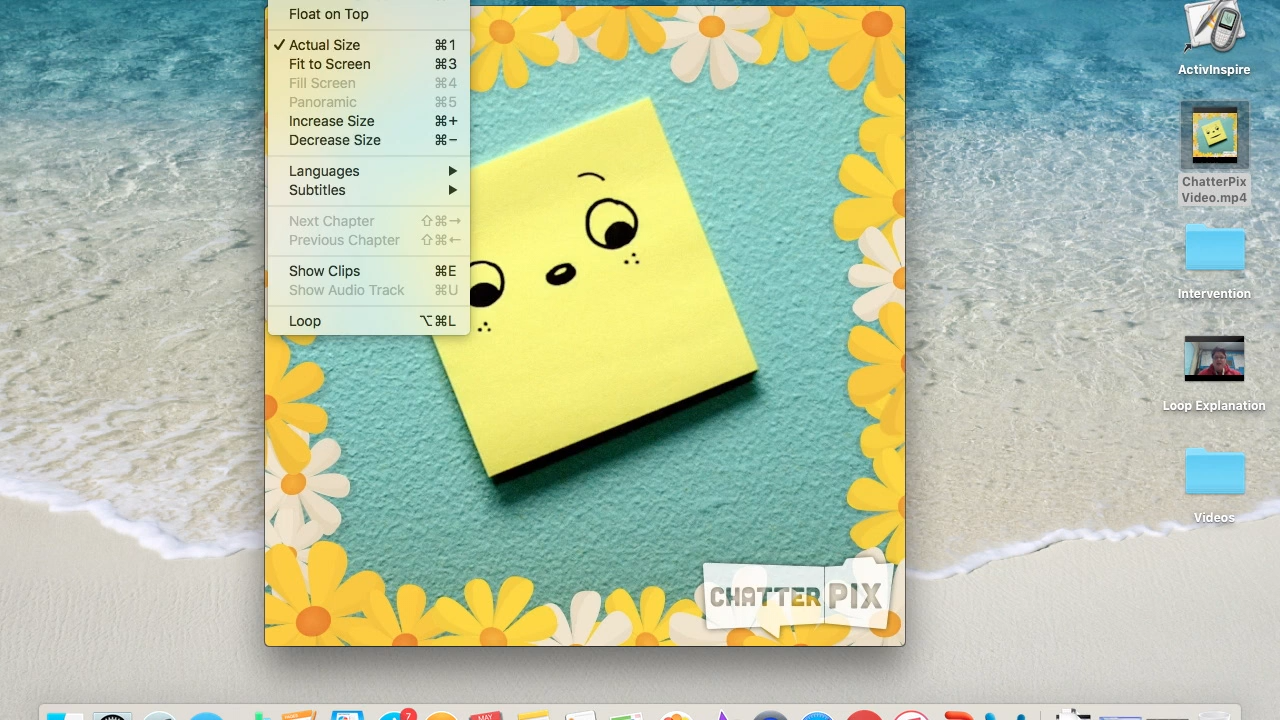 Float on Top
✓ Actual Size ⌘1
Fit to Screen ⌘3
Fill Screen ⌘4
Panoramic ⌘5
Increase Size ⌘+
Decrease Size ⌘−
Languages ▶
Subtitles ▶
Next Chapter ⇧⌘→
Previous Chapter ⇧⌘←
Show Clips ⌘E
Show Audio Track ⌘U
Loop ⌥⌘L
CHATTER PIX
ActivInspire
ChatterPix
Video.mp4
Intervention
Loop Explanation
Videos
7
MAY